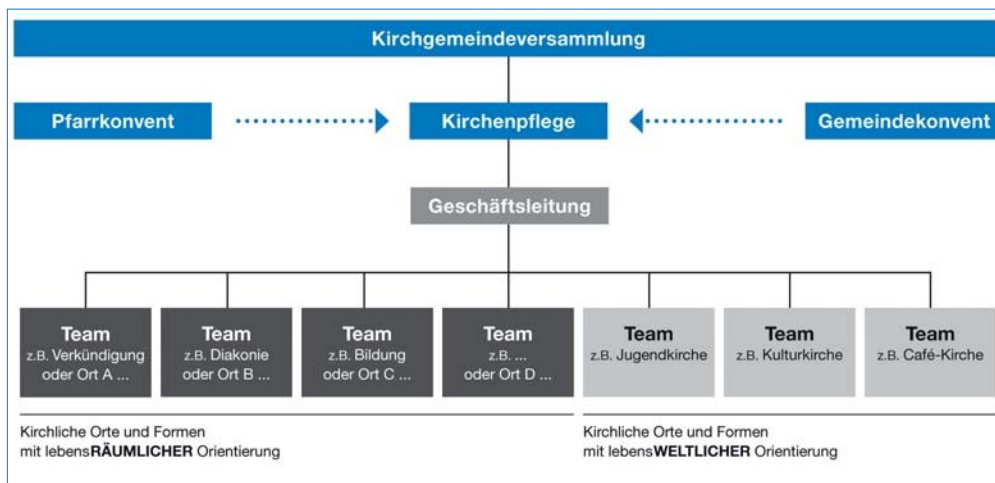 Kirchgemeindeversammlung
Pfarrkonvent
Kirchenpflege
Gemeindekonvent
Geschäftsleitung
Team
z.B. Verkündigung
oder Ort A ...
Team
z.B. Diakonie
oder Ort B ...
Team
z.B. Bildung
oder Ort C ...
Team
z.B. ...
oder Ort D ...
Team
z.B. Jugendkirche
Team
z.B. Kulturkirche
Team
z.B. Café-Kirche
Kirchliche Orte und Formen
mit lebensRÄUMLICHER Orientierung
Kirchliche Orte und Formen
mit lebensWELTLICHER Orientierung